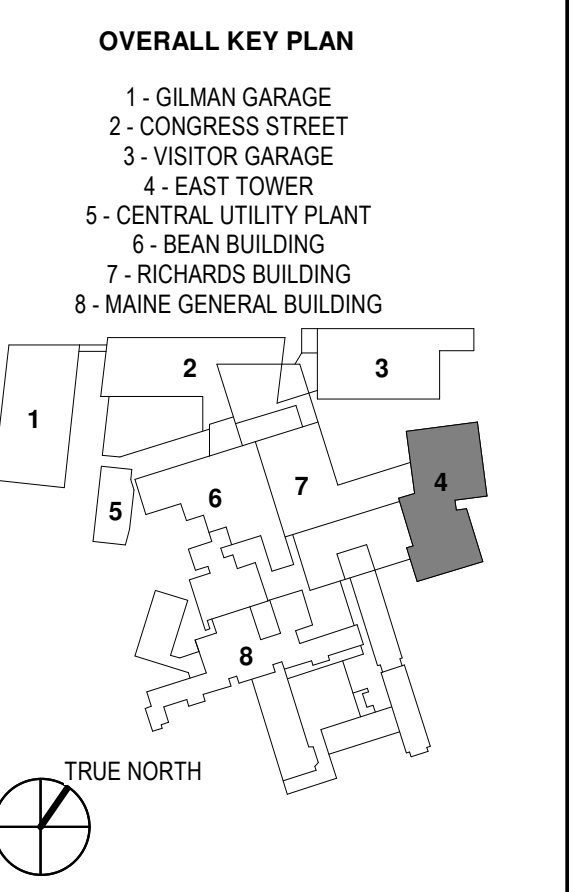 OVERALL KEY PLAN
1 - GILMAN GARAGE
2 - CONGRESS STREET
3 - VISITOR GARAGE
4 - EAST TOWER
5 - CENTRAL UTILITY PLANT
6 - BEAN BUILDING
7 - RICHARDS BUILDING
8 - MAINE GENERAL BUILDING
2
3
1
4
7
6
5
8
TRUE NORTH